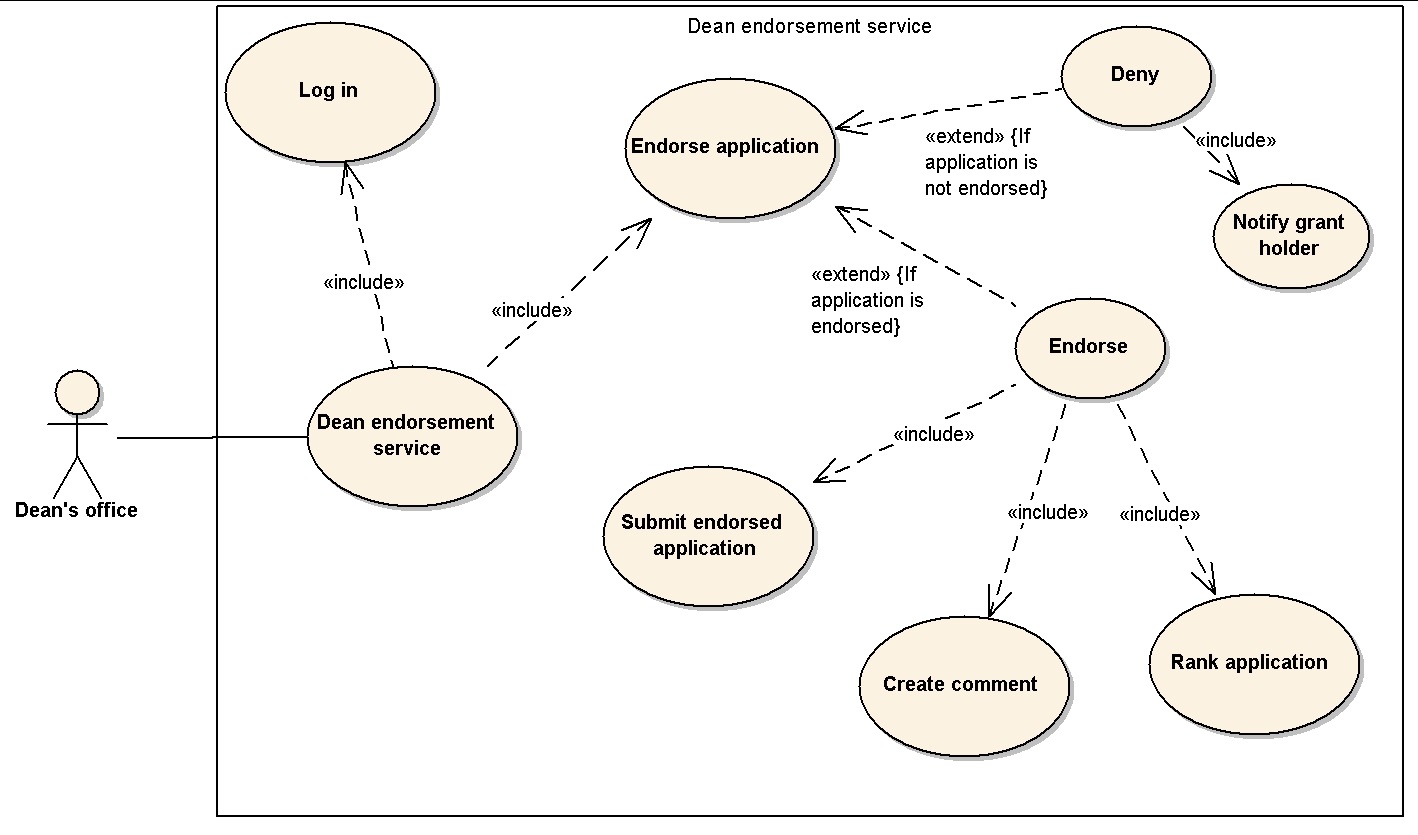 Dean endorsement service
Log in
Deny
Endorse application
«extend» {If
application is
not endorsed}
«include»
Notify grant
holder
«include»
«include»
«extend» {If
application is
endorsed}
Endorse
Dean endorsement
service
Dean's office
«include»
Submit endorsed
application
«include»
«include»
Create comment
Rank application